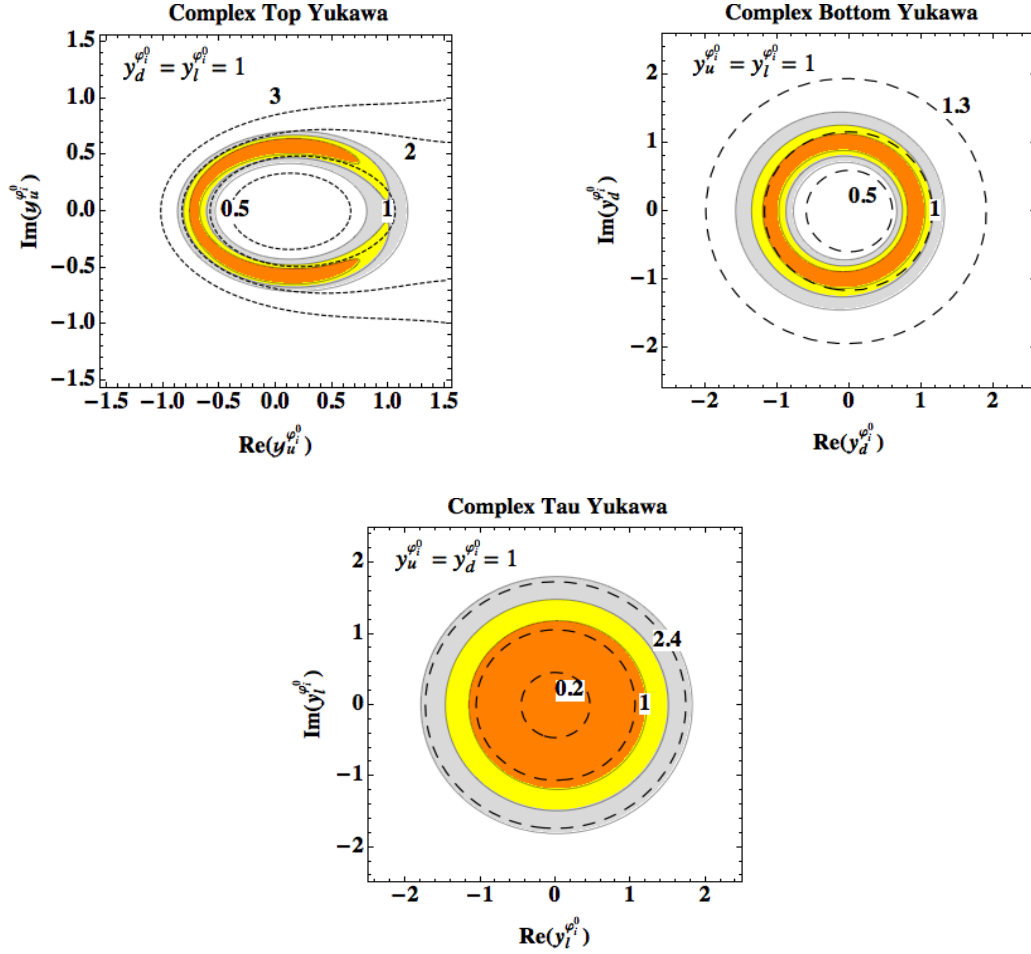 Complex Top Yukawa
y_d^{φ_i^0} = y_l^{φ_i^0} = 1
3
2
1
0.5
1.5
1.0
0.5
0.0
−0.5
−1.0
−1.5
Im(y_u^{φ_i^0})
−1.5 −1.0 −0.5 0.0 0.5 1.0 1.5
Re(y_u^{φ_i^0})
Complex Bottom Yukawa
y_u^{φ_i^0} = y_l^{φ_i^0} = 1
1.3
0.5
1
2
1
0
−1
−2
Im(y_d^{φ_i^0})
−2 −1 0 1 2
Re(y_d^{φ_i^0})
Complex Tau Yukawa
y_u^{φ_i^0} = y_d^{φ_i^0} = 1
2.4
0.2
1
2
1
0
−1
−2
Im(y_l^{φ_i^0})
−2 −1 0 1 2
Re(y_l^{φ_i^0})